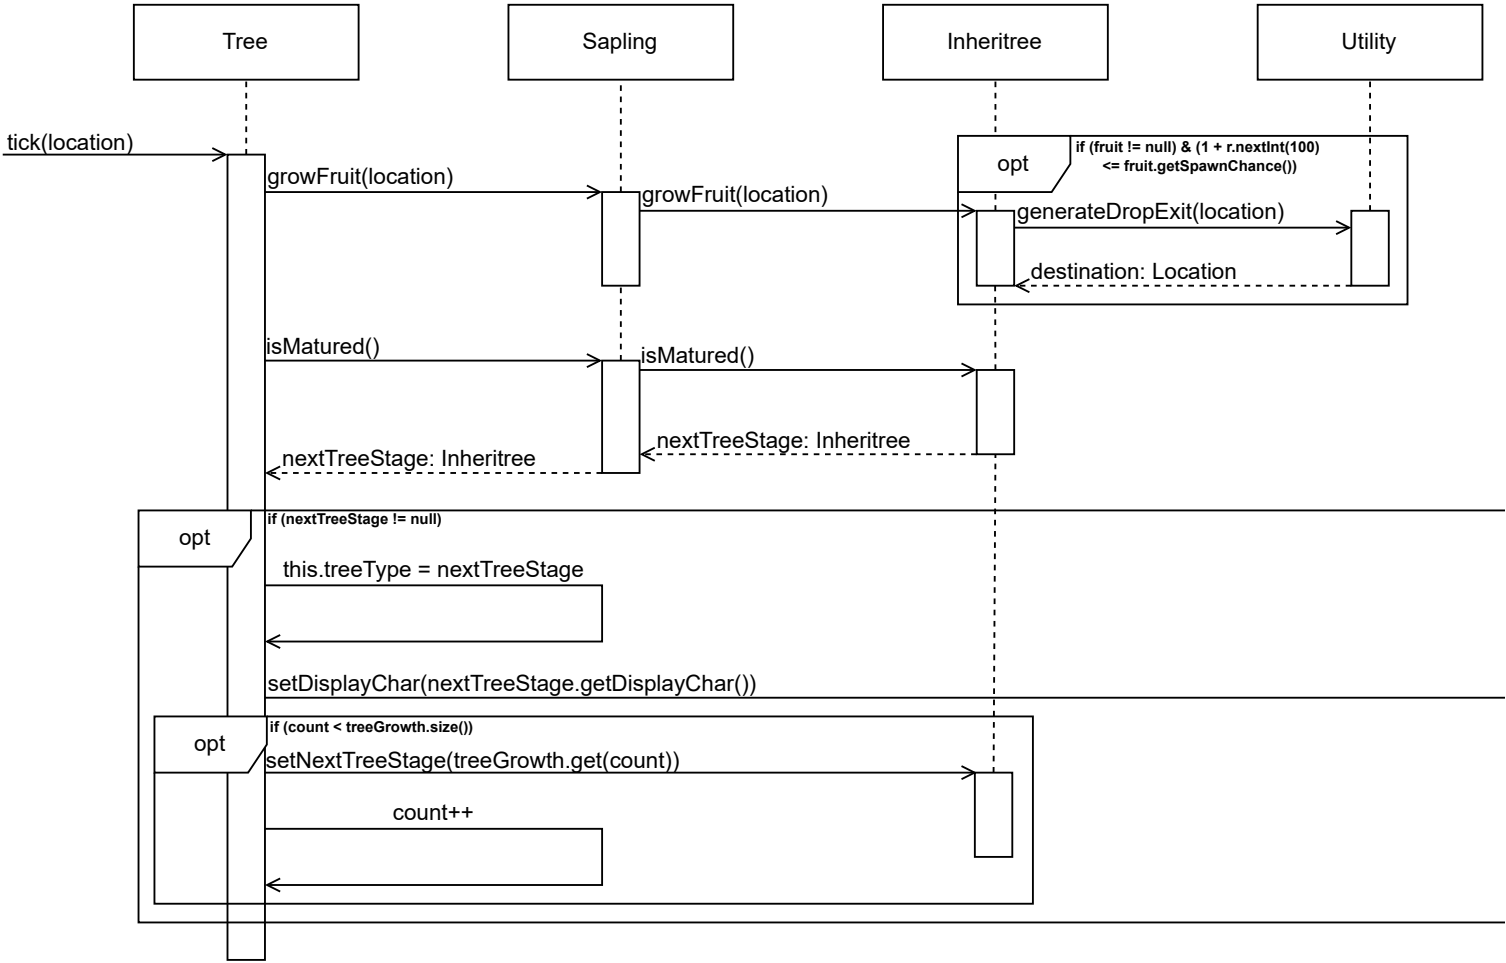 Tree
Sapling
Inheritree
Utility
tick(location)
opt
if (fruit != null) & (1 + r.nextInt(100)
<= fruit.getSpawnChance())
growFruit(location)
growFruit(location)
generateDropExit(location)
destination: Location
isMatured()
isMatured()
nextTreeStage: Inheritree
nextTreeStage: Inheritree
opt
if (nextTreeStage != null)
this.treeType = nextTreeStage
setDisplayChar(nextTreeStage.getDisplayChar())
opt
if (count < treeGrowth.size())
setNextTreeStage(treeGrowth.get(count))
count++